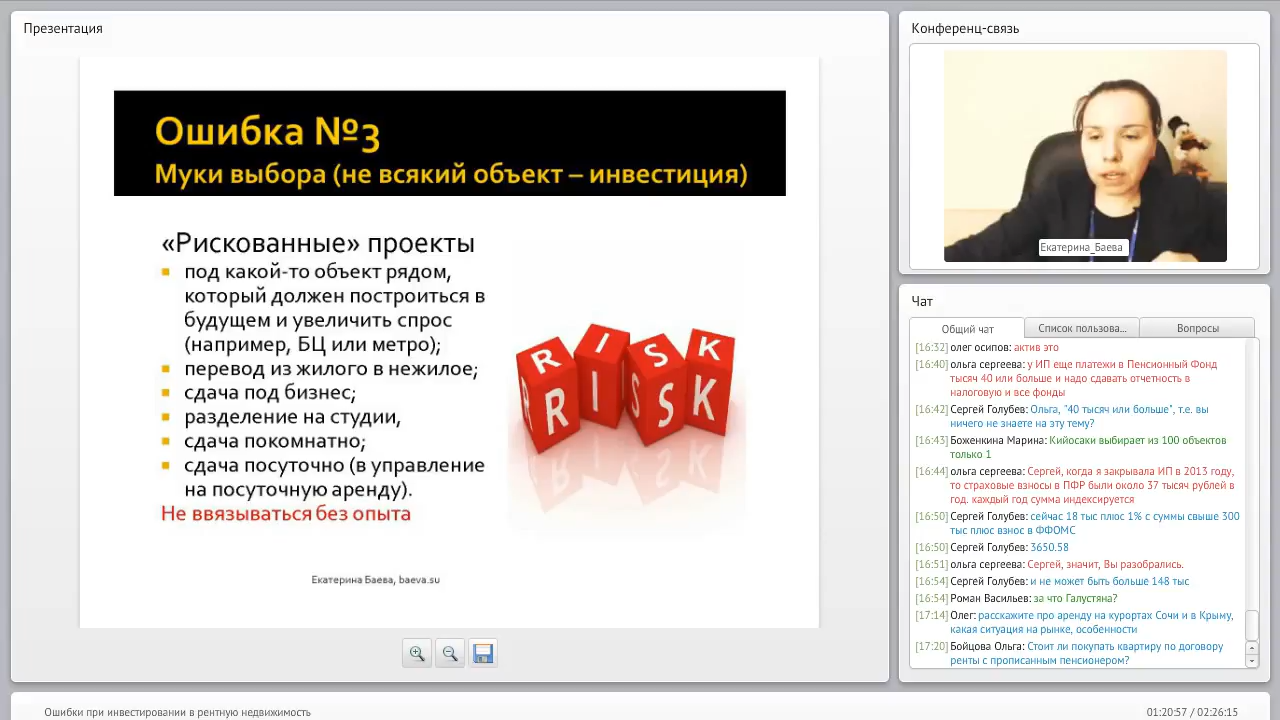 Презентация
Ошибка №3
Муки выбора (не всякий объект – инвестиция)
«Рискованные» проекты
под какой-то объект рядом,
который должен построиться в
будущем и увеличить спрос
(например, БЦ или метро);
перевод из жилого в нежилое;
сдача под бизнес;
разделение на студии,
сдача покомнатно;
сдача посуточно (в управление
на посуточную аренду).
Не ввязываться без опыта
R I S K
R I S K
Екатерина Баева, baeva.su
Конференц-связь
Екатерина_Баева
Чат
Общий чат
Список пользова...
Вопросы
[16:32] олег осипов: актив это
[16:40] ольга сергеева: у ИП еще платежи в Пенсионный Фонд
тысяч 40 или больше и надо сдавать отчетность в
налоговую и все фонды
[16:42] Сергей Голубев: Ольга, "40 тысяч или больше", т.е. вы
ничего не знаете на эту тему?
[16:43] Боженкина Марина: Кийосаки выбирает из 100 объектов
только 1
[16:44] ольга сергеева: Сергей, когда я закрывала ИП в 2013 году,
то страховые взносы в ПФР были около 37 тысяч рублей в
год. каждый год сумма индексируется
[16:50] Сергей Голубев: сейчас 18 тыс плюс 1% с суммы свыше 300
тыс плюс взнос в ФФОМС
[16:50] Сергей Голубев: 3650.58
[16:51] ольга сергеева: Сергей, значит, Вы разобрались.
[16:54] Сергей Голубев: и не может быть больше 148 тыс
[16:54] Роман Васильев: за что Галустяна?
[17:14] Олег: расскажите про аренду на курортах Сочи и в Крыму,
какая ситуация на рынке, особенности
[17:20] Бойцова Ольга: Стоит ли покупать квартиру по договору
ренты с прописанным пенсионером?
Ошибки при инвестировании в рентную недвижимость
01:20:57 / 02:26:15